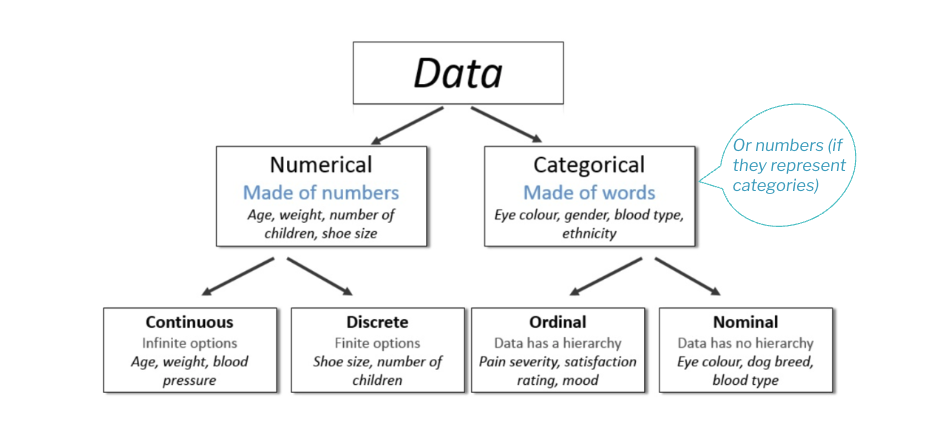 Data
Numerical
Made of numbers
Age, weight, number of
children, shoe size
Categorical
Made of words
Eye colour, gender, blood type,
ethnicity
Or numbers (if
they represent
categories)
Continuous
Infinite options
Age, weight, blood
pressure
Discrete
Finite options
Shoe size, number of
children
Ordinal
Data has a hierarchy
Pain severity, satisfaction
rating, mood
Nominal
Data has no hierarchy
Eye colour, dog breed,
blood type